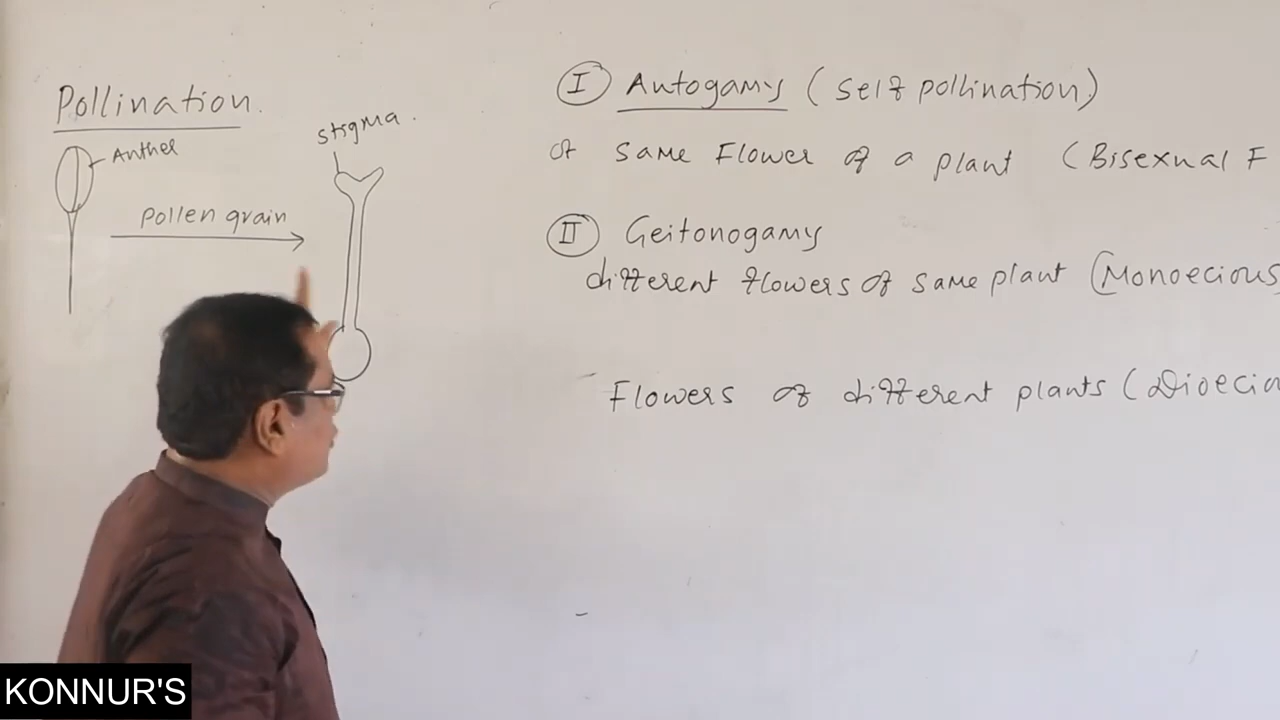 Pollination.
Anther
Stigma.
Pollen grain
I Autogamy (Self pollination)
of same Flower of a plant (Bisexual F
II Geitonogamy
different flowers of same plant (Monoecious
Flowers of different plants (Dioecio
KONNUR'S